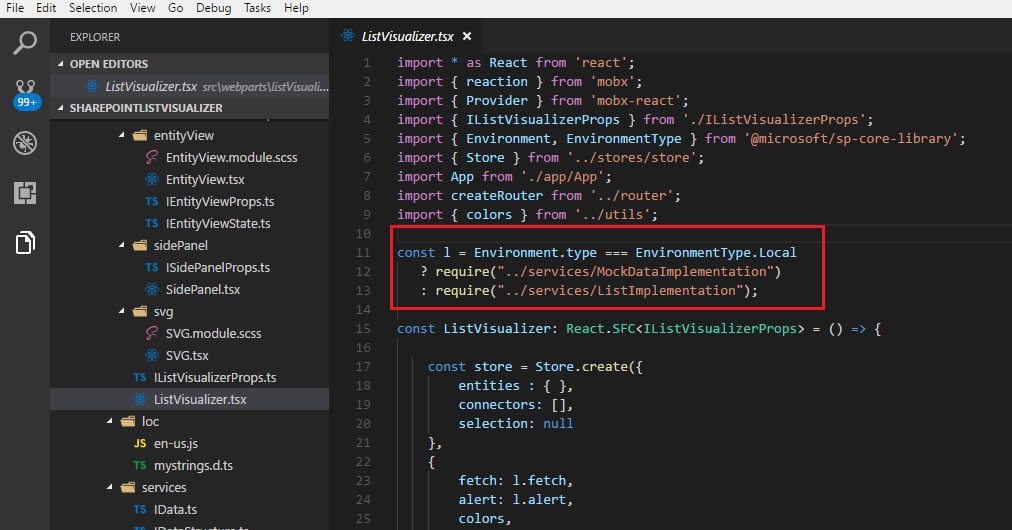 File Edit Selection View Go Debug Tasks Help
EXPLORER
OPEN EDITORS
ListVisualizer.tsx src\webparts\listVisuali...
99+
SHAREPOINTLISTVISUALIZER
entityView
EntityView.module.scss
EntityView.tsx
TS IEntityViewProps.ts
TS IEntityViewState.ts
sidePanel
TS ISidePanelProps.ts
SidePanel.tsx
svg
SVG.module.scss
SVG.tsx
TS IListVisualizerProps.ts
ListVisualizer.tsx
loc
JS en-us.js
TS mystrings.d.ts
services
TS IData.ts
TS IDataStructure.ts
ListVisualizer.tsx ×
1 import * as React from 'react';
2 import { reaction } from 'mobx';
3 import { Provider } from 'mobx-react';
4 import { IListVisualizerProps } from './IListVisualizerProps';
5 import { Environment, EnvironmentType } from '@microsoft/sp-core-library';
6 import { Store } from '../stores/store';
7 import App from './app/App';
8 import createRouter from '../router';
9 import { colors } from '../utils';
10
11 const l = Environment.type === EnvironmentType.Local
12 ? require("../services/MockDataImplementation")
13 : require("../services/ListImplementation");
14
15 const ListVisualizer: React.SFC<IListVisualizerProps> = () => {
16
17 const store = Store.create({
18 entities : { },
19 connectors: [],
20 selection: null
21 },
22 {
23 fetch: l.fetch,
24 alert: l.alert,
25 colors,